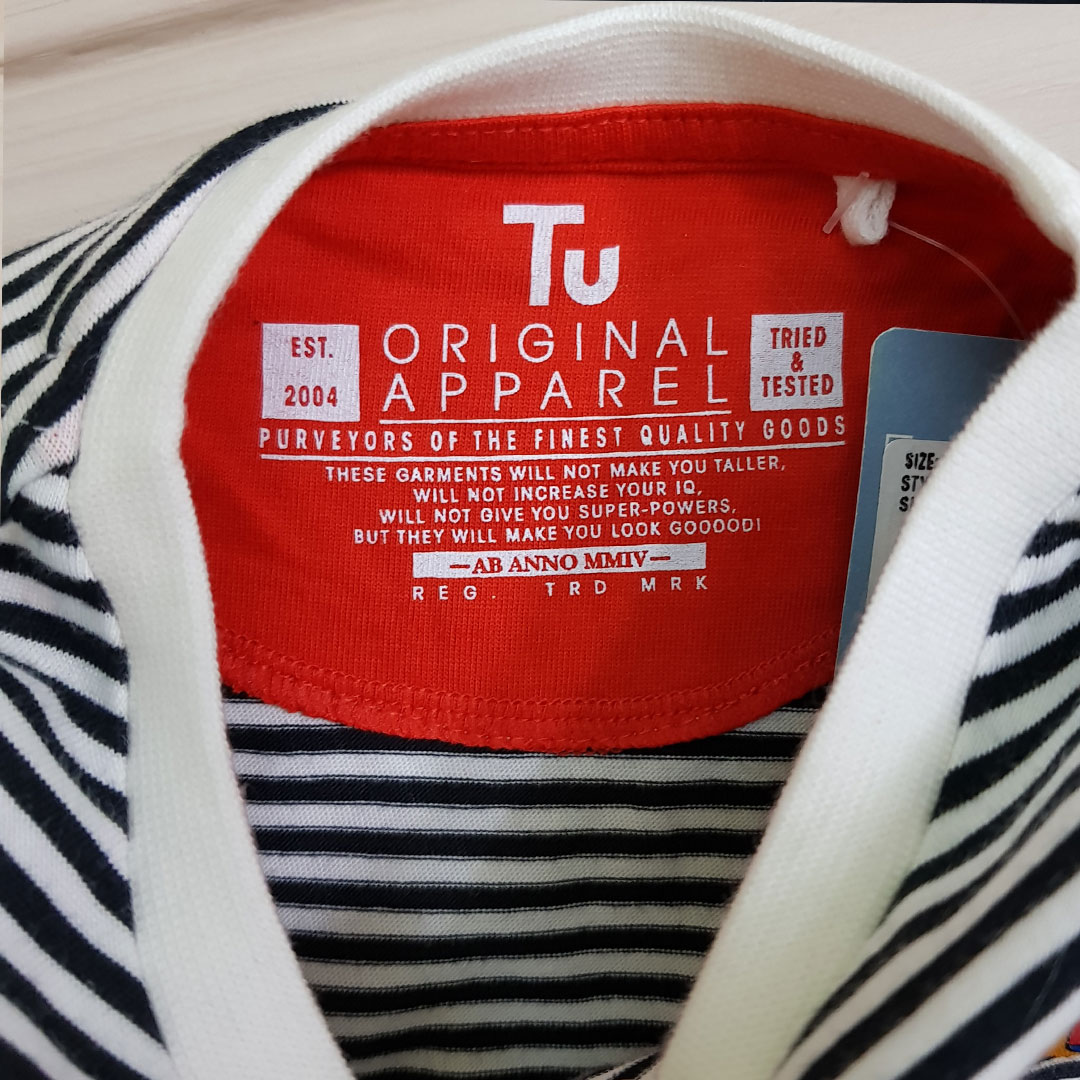 Tu
EST.
2004
ORIGINAL
APPAREL
TRIED
&
TESTED
PURVEYORS OF THE FINEST QUALITY GOODS
THESE GARMENTS WILL NOT MAKE YOU TALLER,
WILL NOT INCREASE YOUR IQ,
WILL NOT GIVE YOU SUPER-POWERS,
BUT THEY WILL MAKE YOU LOOK GOOOOD!
—AB ANNO MMIV—
REG. TRD MRK
SIZE: